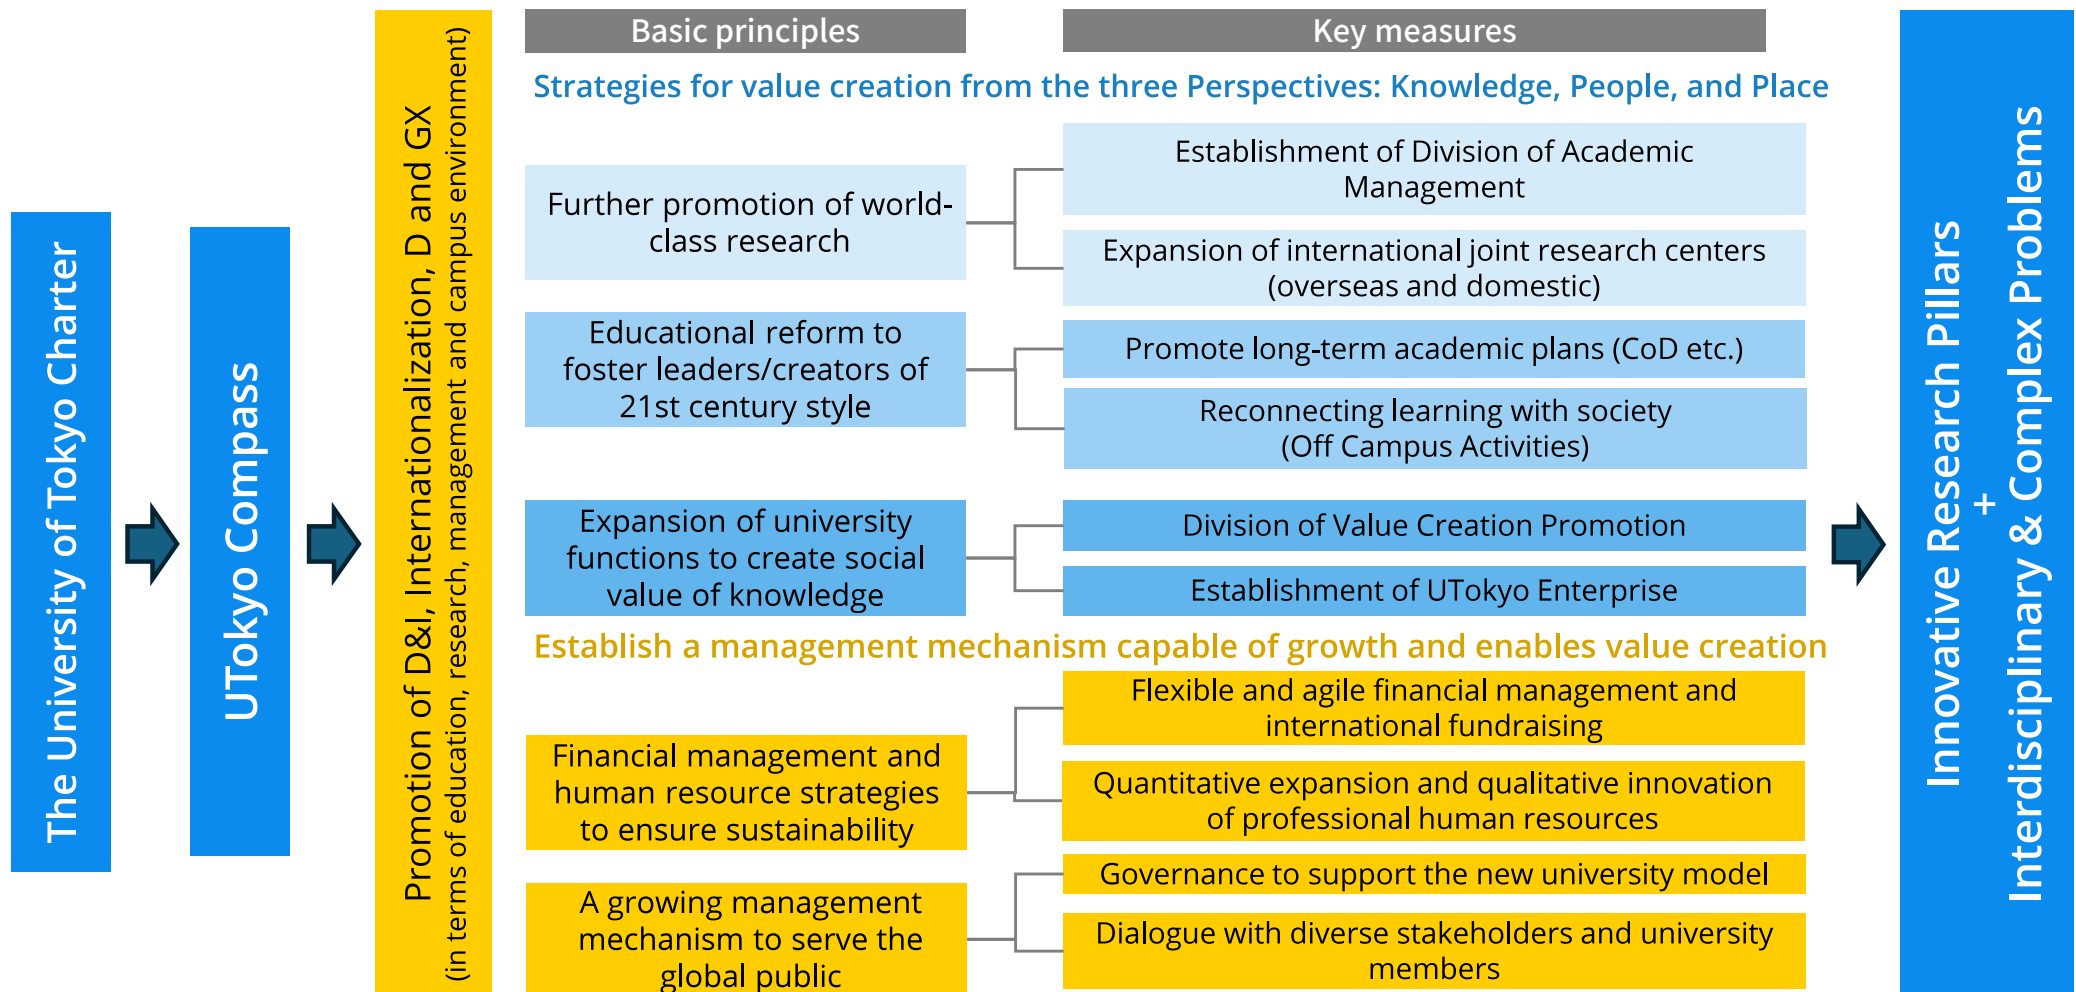 The University of Tokyo Charter
UTokyo Compass
Promotion of D&I, Internationalization, D and GX
(in terms of education, research, management and campus environment)
Basic principles
Key measures
Strategies for value creation from the three Perspectives: Knowledge, People, and Place
Further promotion of world-
class research
Establishment of Division of Academic
Management
Expansion of international joint research centers
(overseas and domestic)
Educational reform to
foster leaders/creators of
21st century style
Promote long-term academic plans (CoD etc.)
Reconnecting learning with society
(Off Campus Activities)
Expansion of university
functions to create social
value of knowledge
Division of Value Creation Promotion
Establishment of UTokyo Enterprise
Establish a management mechanism capable of growth and enables value creation
Financial management and
human resource strategies
to ensure sustainability
Flexible and agile financial management and
international fundraising
Quantitative expansion and qualitative innovation
of professional human resources
A growing management
mechanism to serve the
global public
Governance to support the new university model
Dialogue with diverse stakeholders and university
members
Innovative Research Pillars
+
Interdisciplinary & Complex Problems